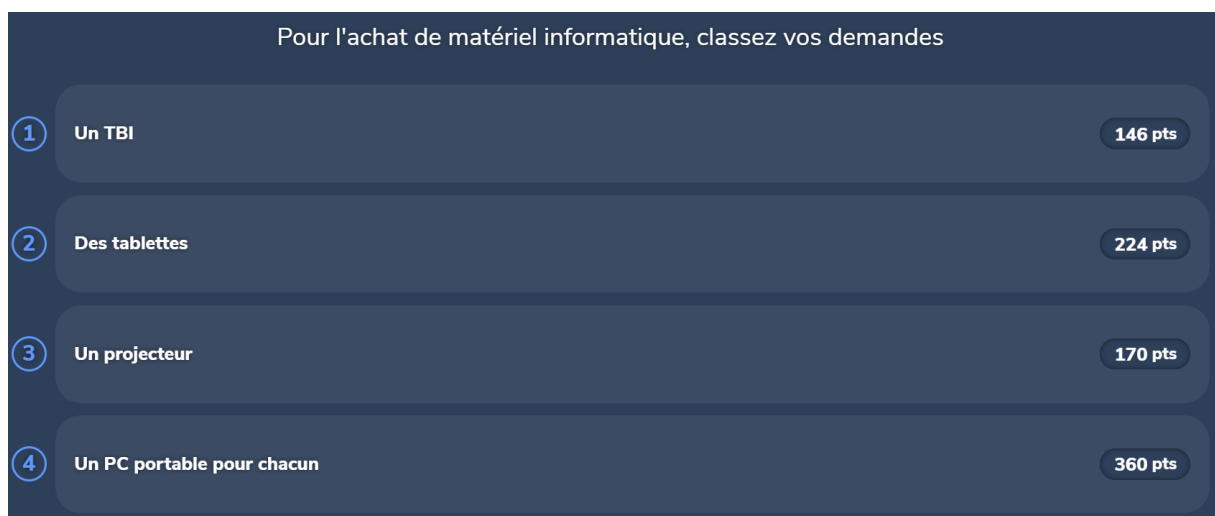 Pour l'achat de matériel informatique, classez vos demandes
1 Un TBI 146 pts
2 Des tablettes 224 pts
3 Un projecteur 170 pts
4 Un PC portable pour chacun 360 pts